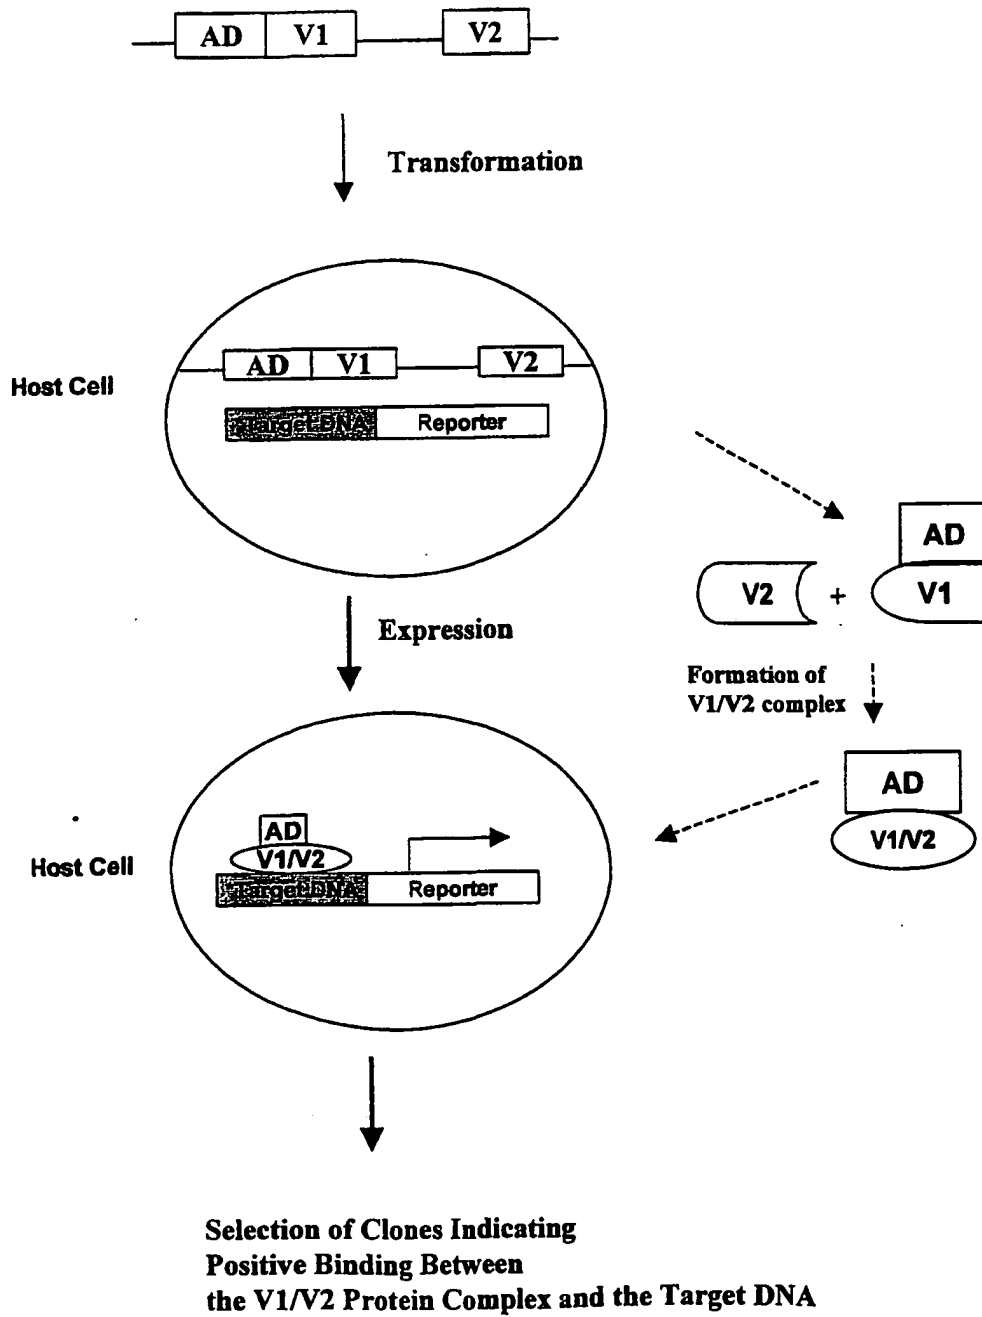 AD V1 V2
Transformation
Host Cell
AD V1 V2
Target DNA Reporter
AD
V2 + V1
Expression
Formation of
V1/V2 complex
AD
V1/V2
Host Cell
AD
V1/V2
Target DNA Reporter
Selection of Clones Indicating
Positive Binding Between
the V1/V2 Protein Complex and the Target DNA